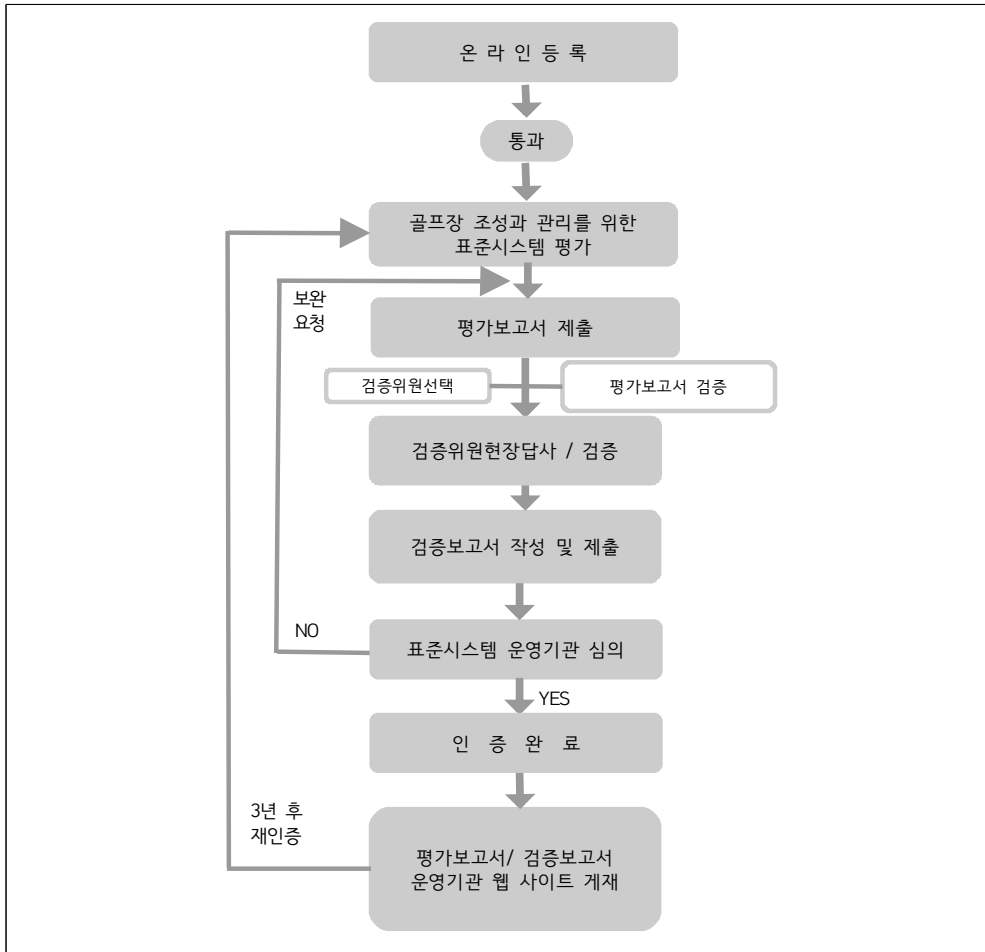 온 라 인 등 록
통과
골프장 조성과 관리를 위한
표준시스템 평가
보완
요청
평가보고서 제출
검증위원선택
평가보고서 검증
검증위원현장답사 / 검증
검증보고서 작성 및 제출
NO
표준시스템 운영기관 심의
YES
인 증 완 료
3년 후
재인증
평가보고서/ 검증보고서
운영기관 웹 사이트 게재